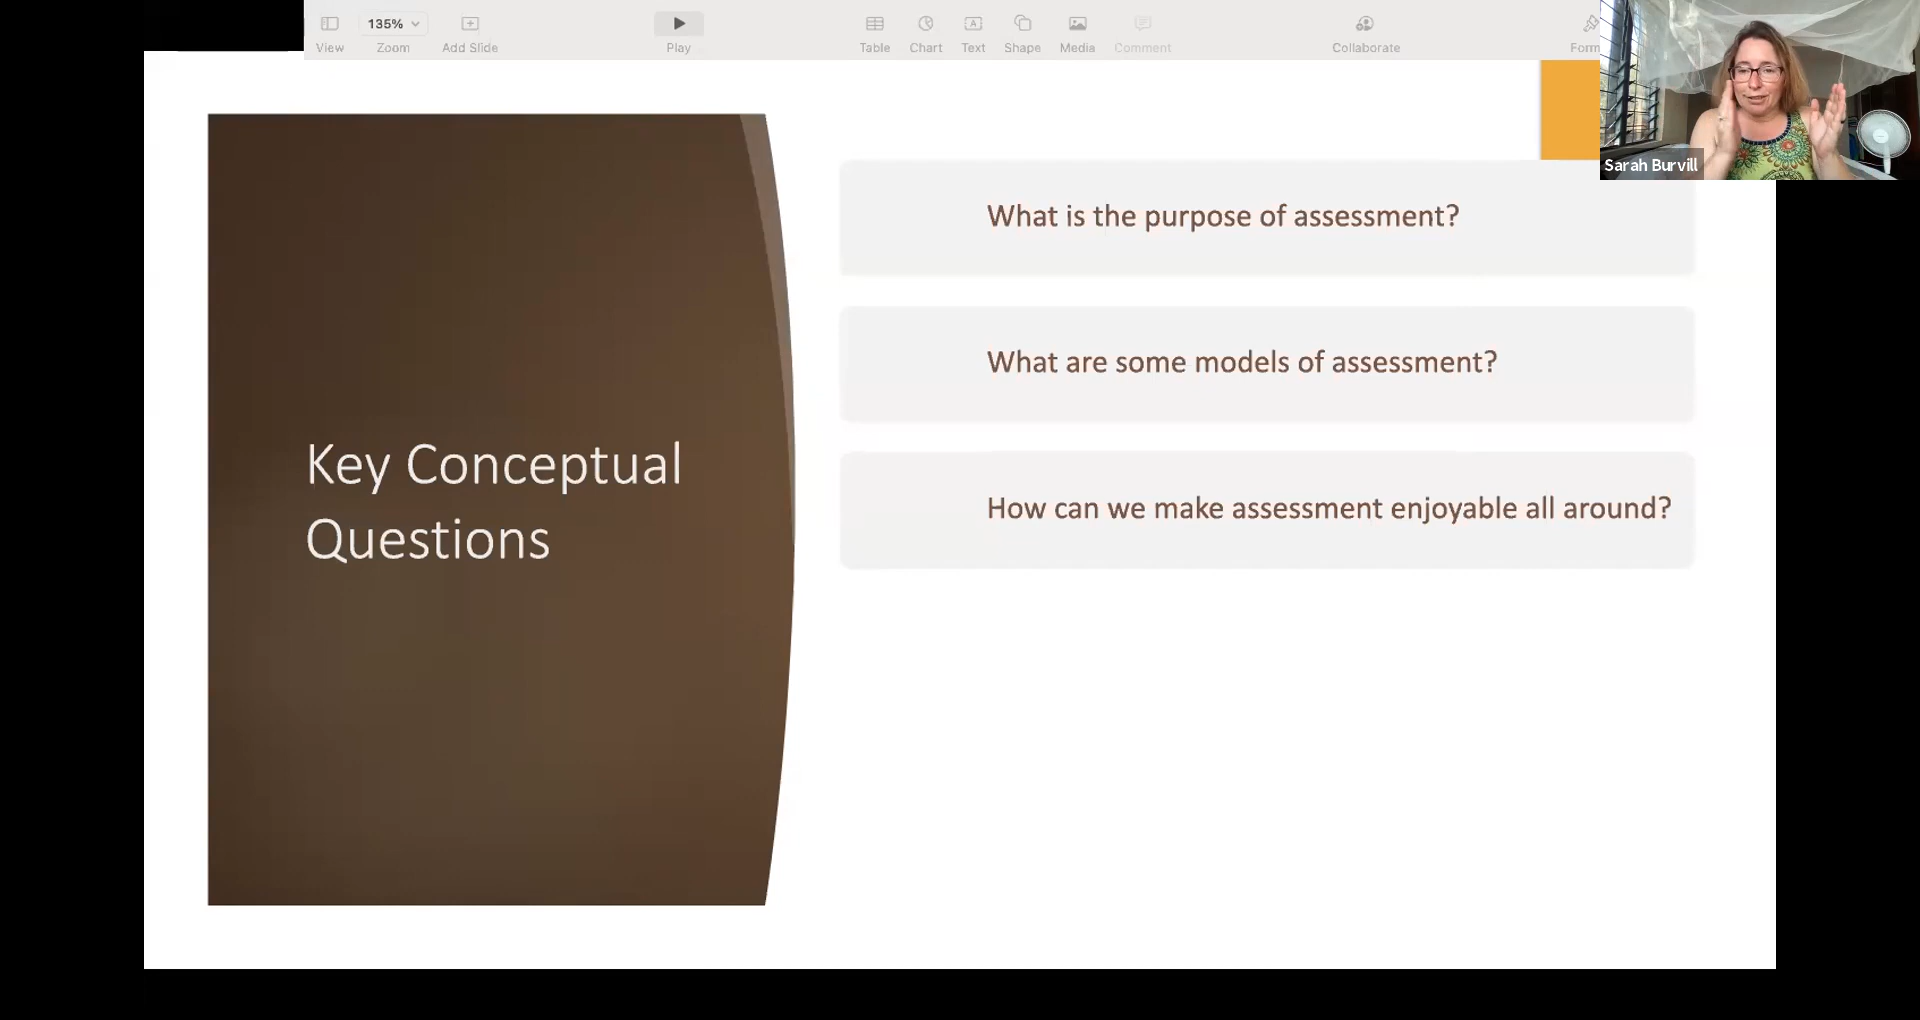 135%
View
Zoom
Add Slide
Play
Table
Chart
Text
Shape
Media
Comment
Collaborate
Form
Sarah Burvill
What is the purpose of assessment?
What are some models of assessment?
How can we make assessment enjoyable all around?
Key Conceptual
Questions